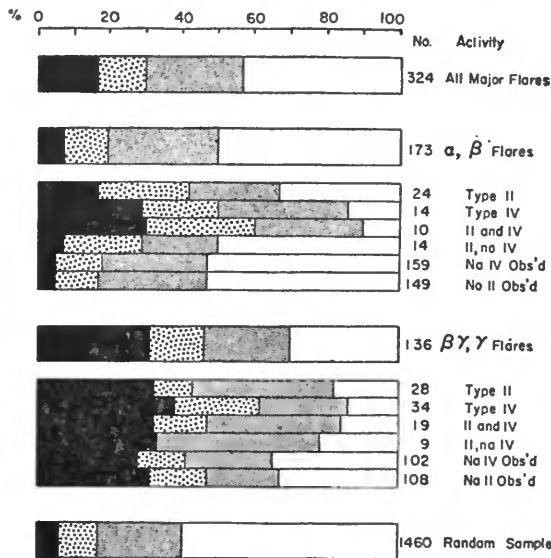 % 0 20 40 60 80 100
No. Activity
324 All Major Flares
173 α, β Flares
24 Type II
14 Type IV
10 II and IV
14 II, no IV
159 No IV Obs'd
149 No II Obs'd
136 βγ, γ Flares
28 Type II
34 Type IV
19 II and IV
9 II, no IV
102 No IV Obs'd
108 No II Obs'd
1460 Random Sample